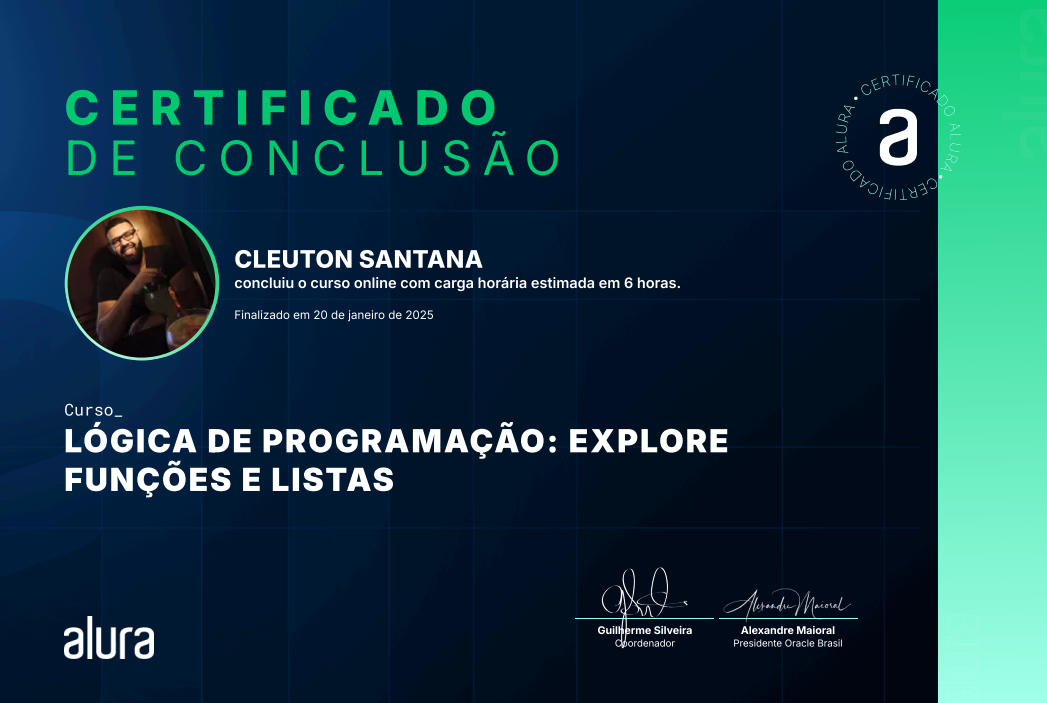 CERTIFICADO
DE CONCLUSÃO
CERTIFICADO ALURA • CERTIFICADO ALURA •
a
CLEUTON SANTANA
concluiu o curso online com carga horária estimada em 6 horas.
Finalizado em 20 de janeiro de 2025
Curso_
LÓGICA DE PROGRAMAÇÃO: EXPLORE
FUNÇÕES E LISTAS
Alexandre Maioral
Guilherme Silveira
Coordenador
Alexandre Maioral
Presidente Oracle Brasil
alura